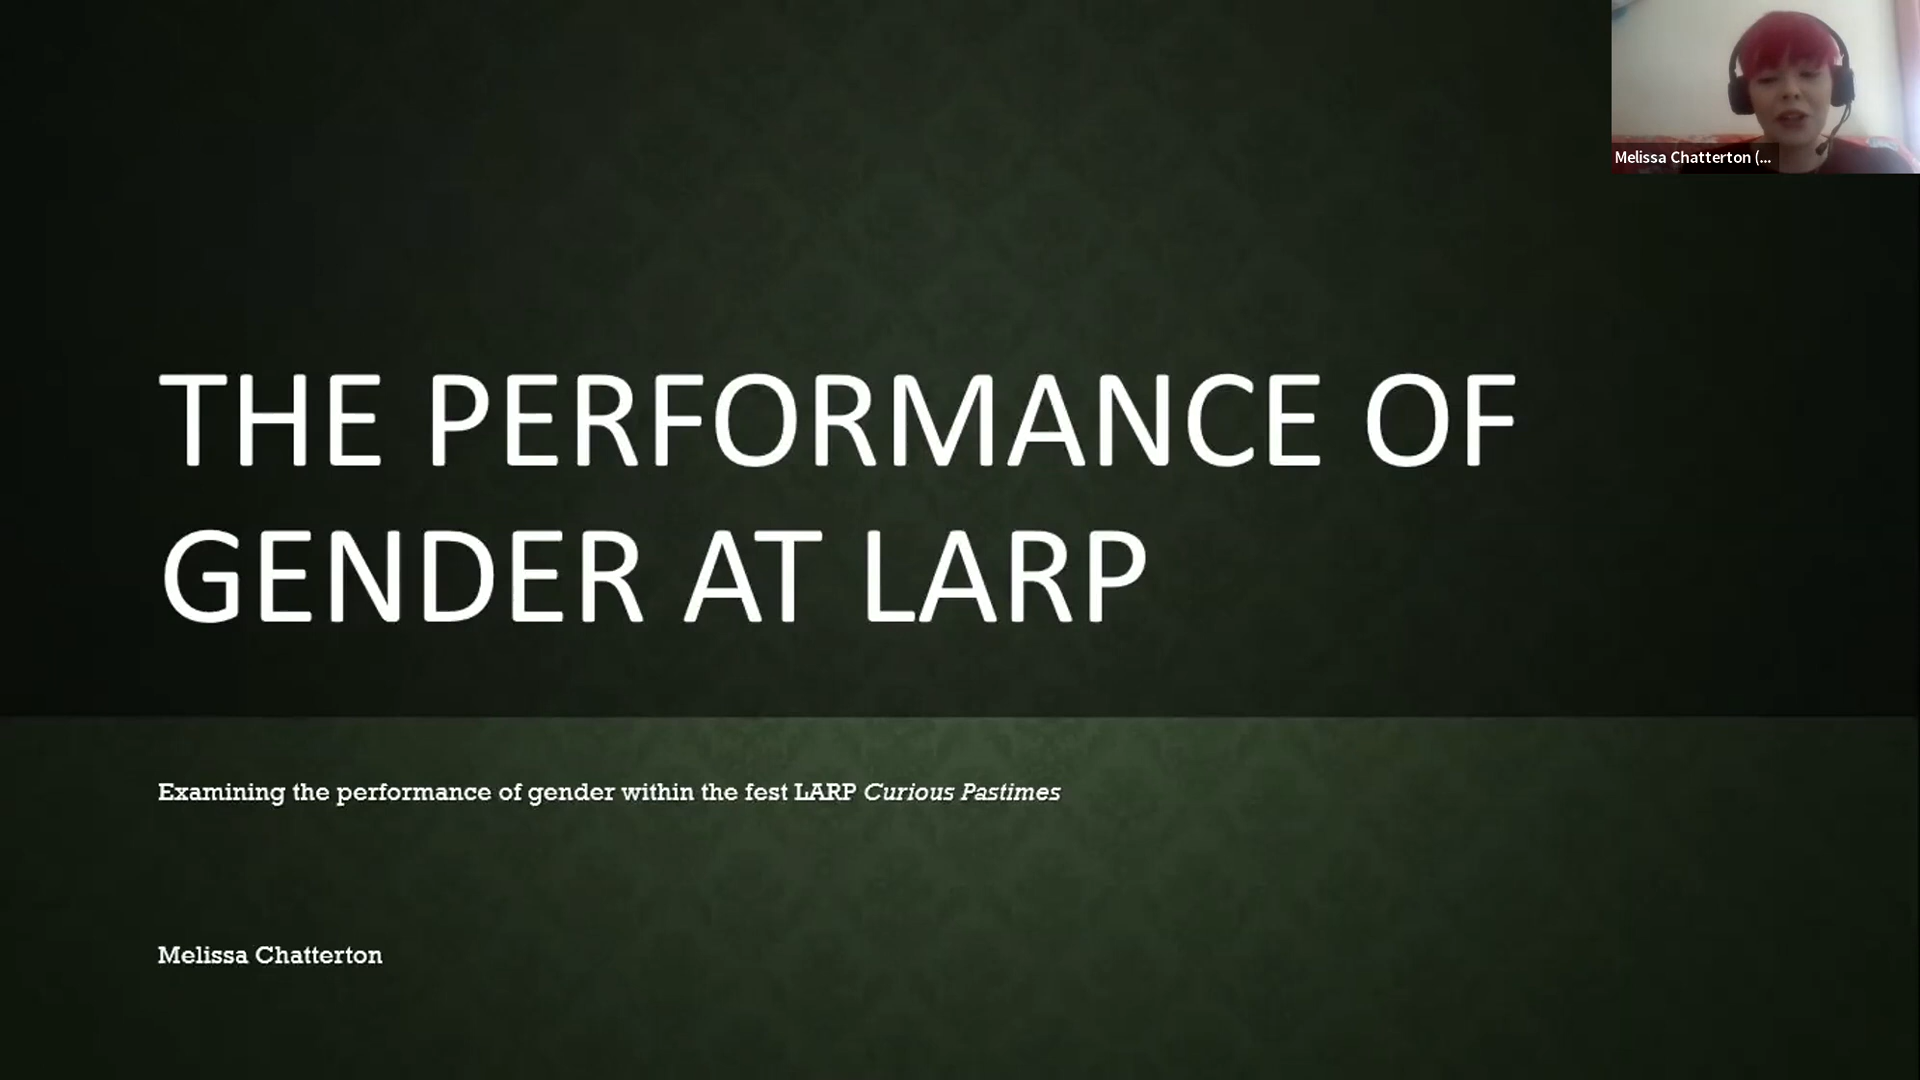 Melissa Chatterton (...
THE PERFORMANCE OF
GENDER AT LARP
Examining the performance of gender within the fest LARP Curious Pastimes
Melissa Chatterton